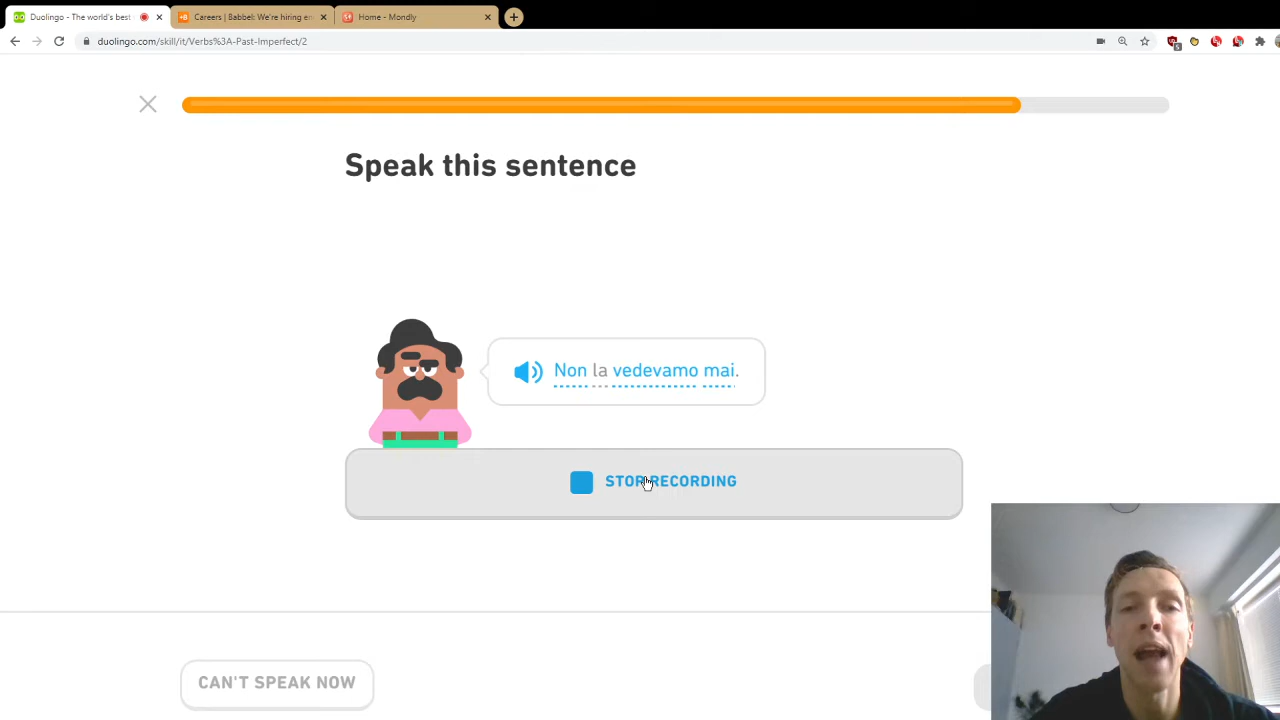 Duolingo - The world's best
Careers | Babbel: We're hiring e
Home - Mondly
duolingo.com/skill/it/Verbs%3A-Past-Imperfect/2
Speak this sentence
Non la vedevamo mai.
STOP RECORDING
CAN'T SPEAK NOW